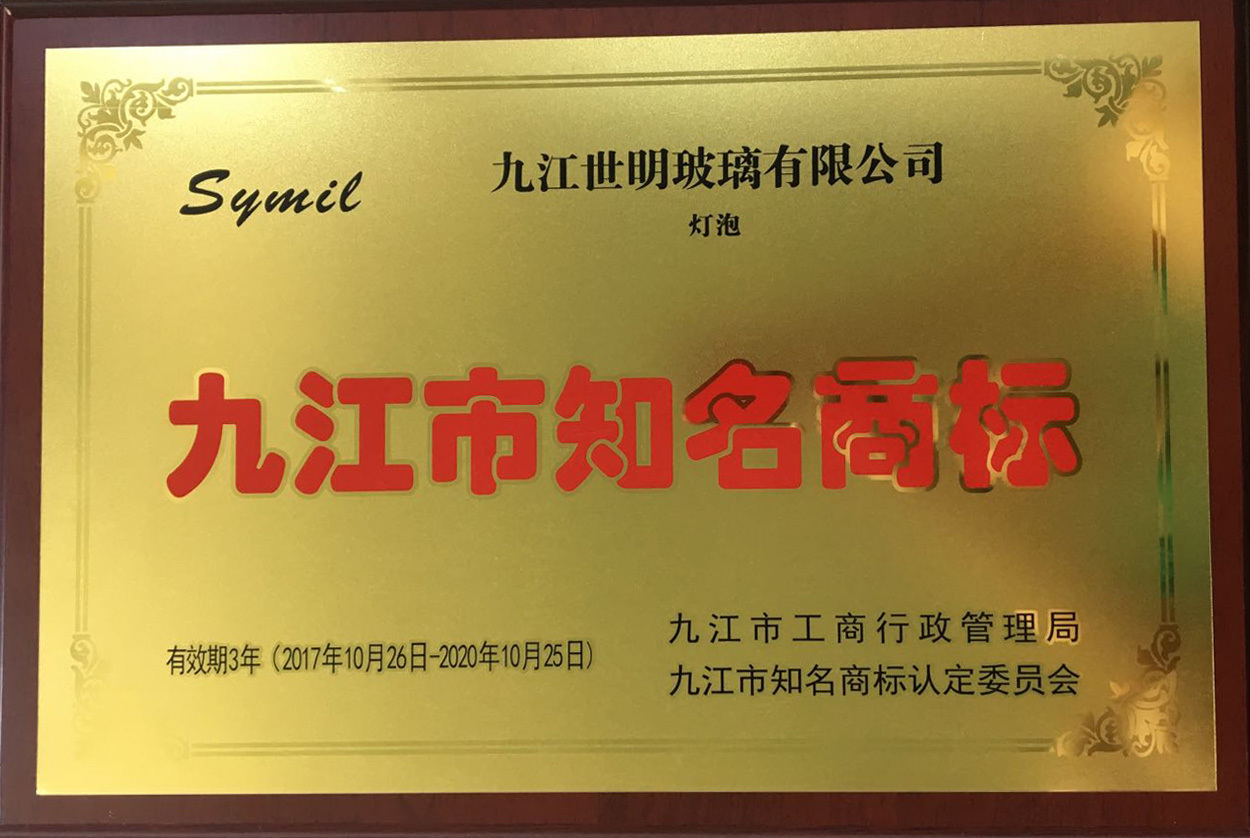 Symil
九江世明玻璃有限公司
灯泡
九江市知名商标
有效期3年（2017年10月26日-2020年10月25日）
九江市工商行政管理局
九江市知名商标认定委员会